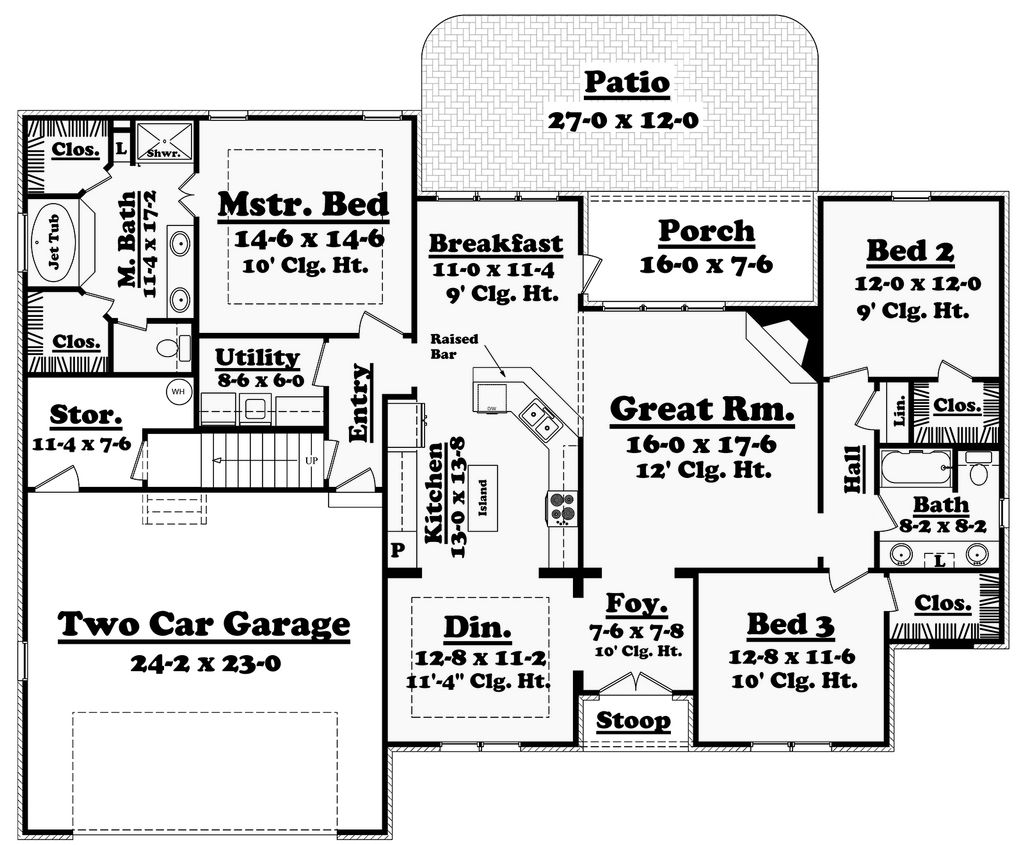 Patio
27-0 x 12-0
Clos.
L
Shwr.
Jet Tub
M. Bath
11-4 x 17-2
Mstr. Bed
14-6 x 14-6
10' Clg. Ht.
Breakfast
11-0 x 11-4
9' Clg. Ht.
Porch
16-0 x 7-6
Bed 2
12-0 x 12-0
9' Clg. Ht.
Clos.
Utility
8-6 x 6-0
Entry
Raised
Bar
DW
Great Rm.
16-0 x 17-6
12' Clg. Ht.
Lin.
Clos.
Hall
Stor.
11-4 x 7-6
WH
UP
Kitchen
13-0 x 13-8
Island
P
Bath
8-2 x 8-2
L
Two Car Garage
24-2 x 23-0
Din.
12-8 x 11-2
11'-4" Clg. Ht.
Foy.
7-6 x 7-8
10' Clg. Ht.
Stoop
Bed 3
12-8 x 11-6
10' Clg. Ht.
Clos.